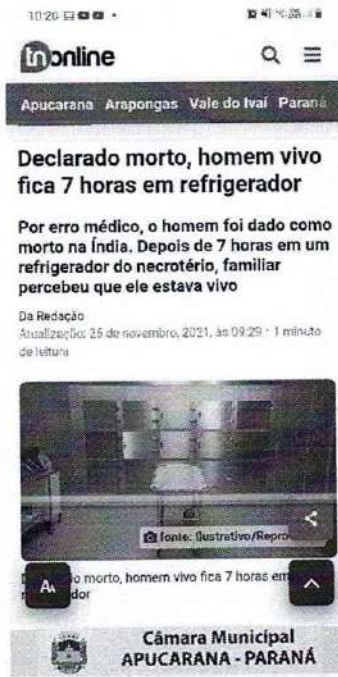 10:20
tnonline
Apucarana Arapongas Vale do Ivaí Paraná
Declarado morto, homem vivo
fica 7 horas em refrigerador
Por erro médico, o homem foi dado como
morto na Índia. Depois de 7 horas em um
refrigerador do necrotério, familiar
percebeu que ele estava vivo
Da Redação
Atualização: 25 de novembro, 2021, às 09:29 - 1 minuto
de leitura
fonte: Ilustrativo/Repro
AA
morto, homem vivo fica 7 horas em
Câmara Municipal
APUCARANA - PARANÁ